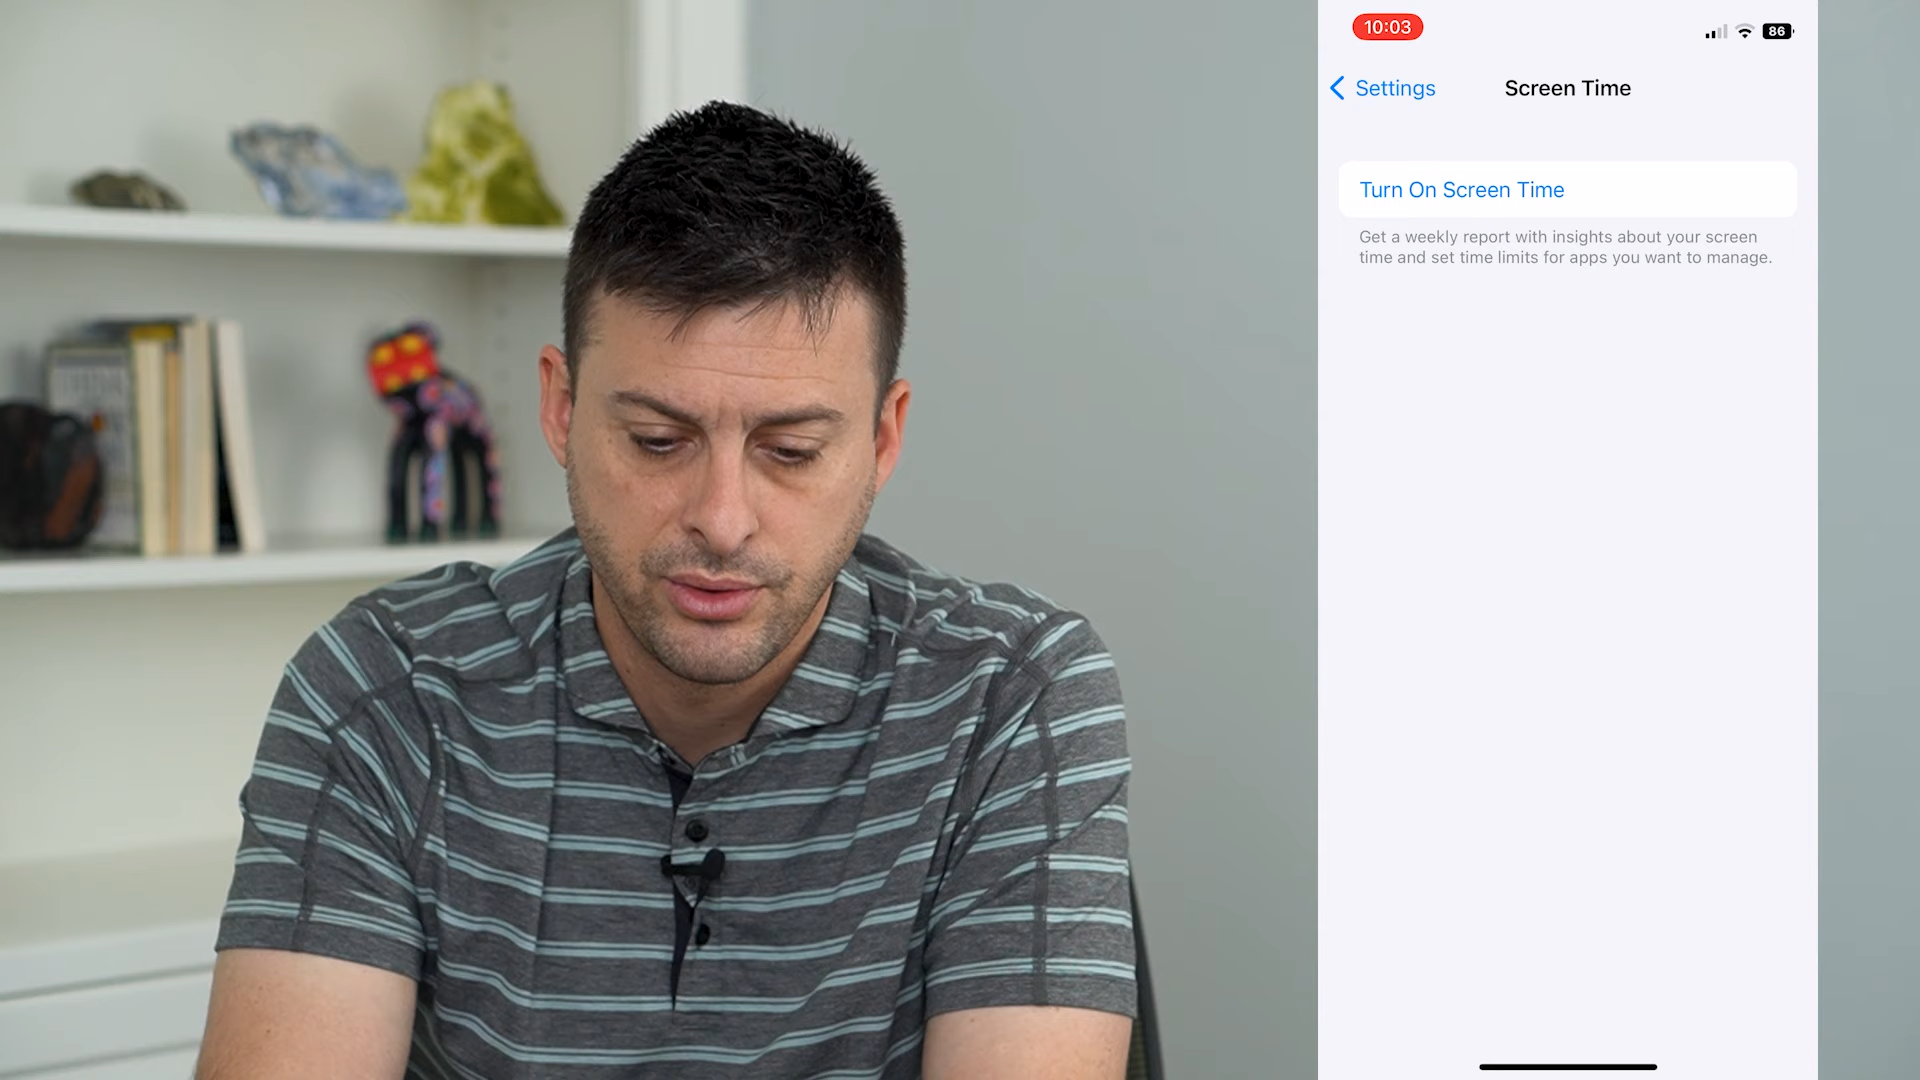 10:03
86
Settings
Screen Time
Turn On Screen Time
Get a weekly report with insights about your screen
time and set time limits for apps you want to manage.